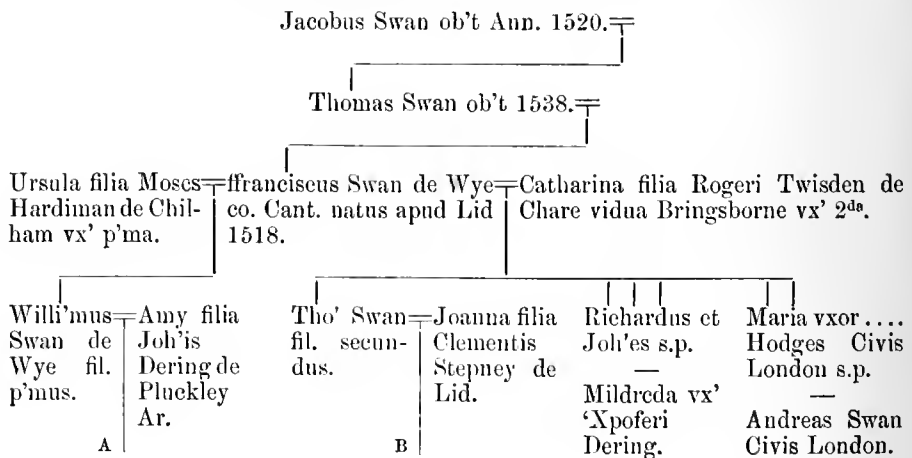 Jacobus Swan ob't Ann. 1520.
Thomas Swan ob't 1538.
Ursula filia Moses
Hardiman de Chil-
ham vx' p'ma.
ffranciscus Swan de Wye
co. Cant. natus apud Lid
1518.
Catharina filia Rogeri Twisden de
Chare vidua Bringsborne vx' 2da.
Willi'mus
Swan de
Wye fil.
p'mus.
Amy filia
Joh'is
Dering de
Pluckley
Ar.
A
Tho' Swan
fil. secun-
dus.
Joanna filia
Clementis
Stepney de
Lid.
B
Richardus et
Joh'es s.p.
—
Mildreda vx'
'Xpoferi
Dering.
Maria vxor ....
Hodges Civis
London s.p.
—
Andreas Swan
Civis London.